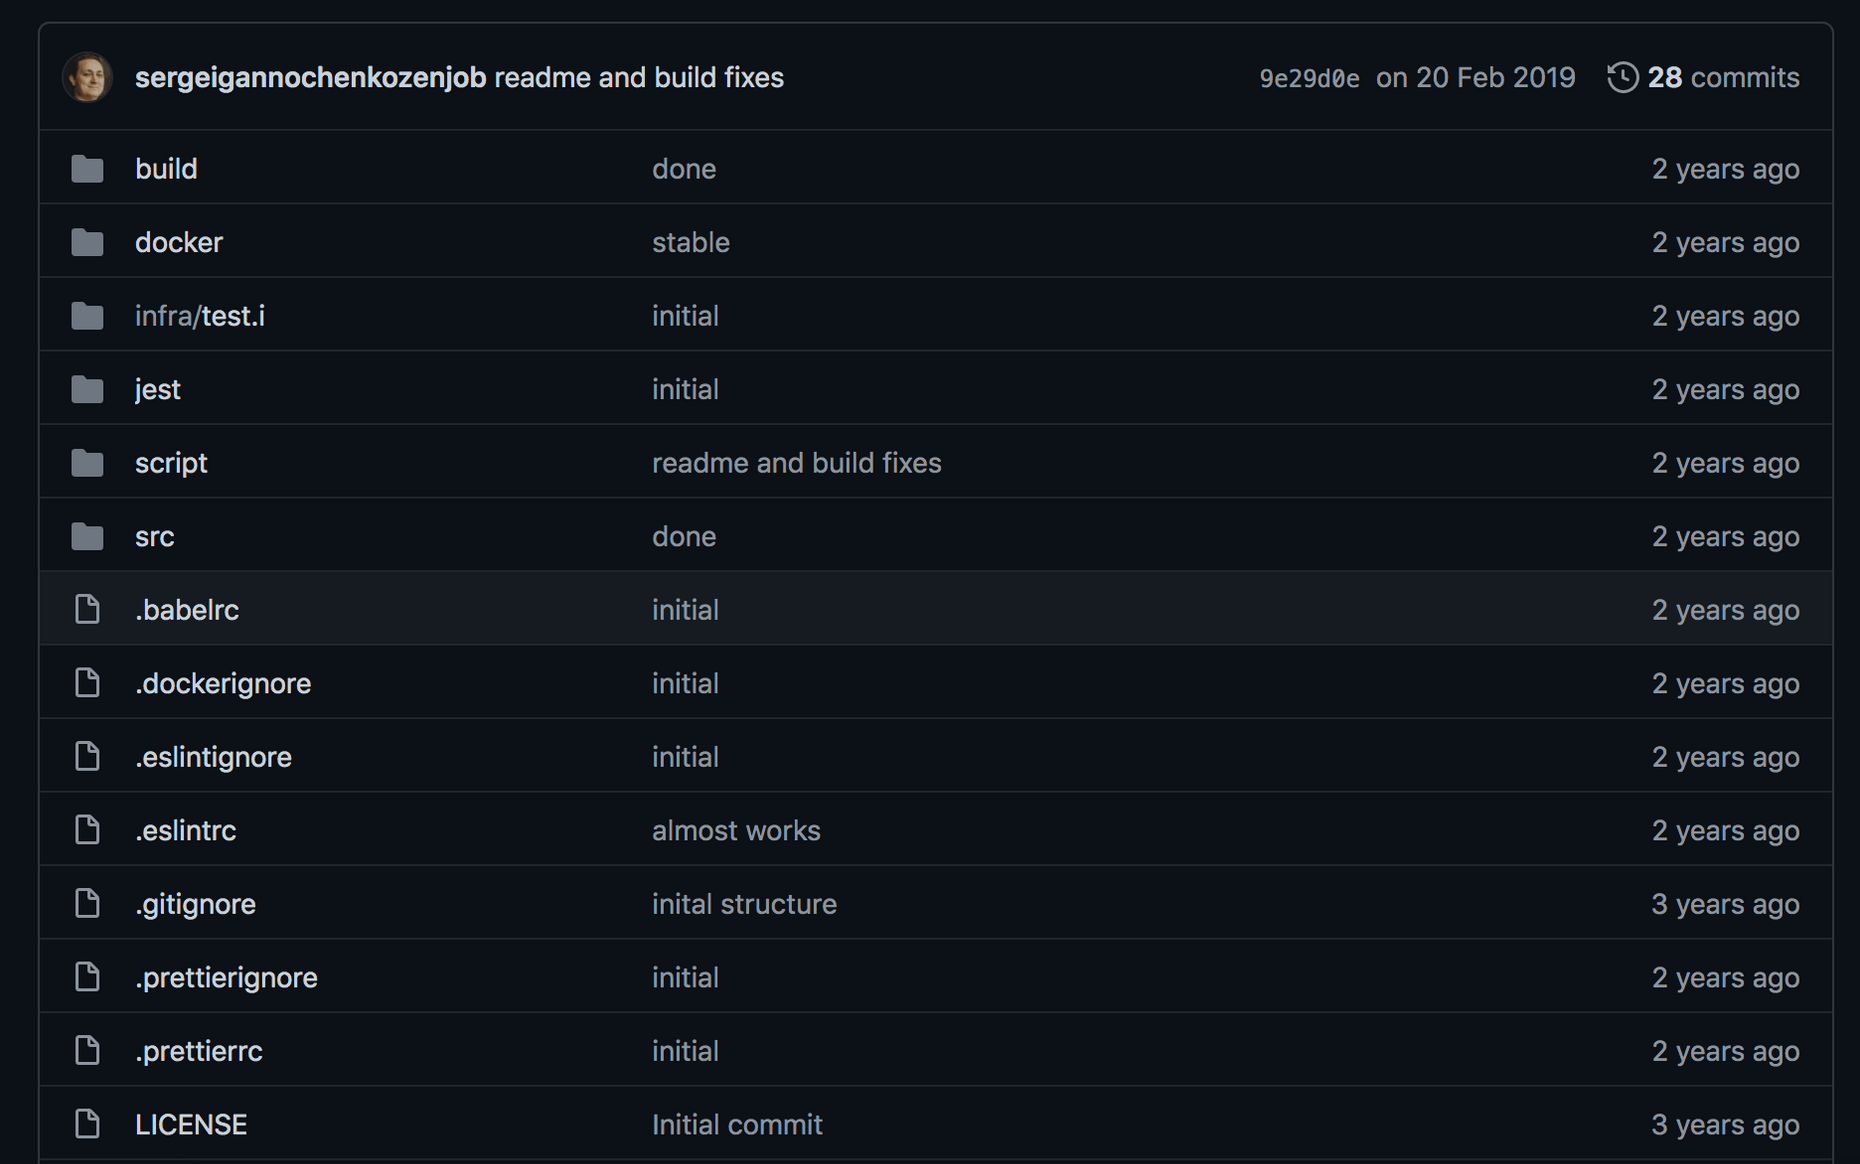 sergeigannochenkozenjob readme and build fixes 9e29d0e on 20 Feb 2019 28 commits
build done 2 years ago
docker stable 2 years ago
infra/test.i initial 2 years ago
jest initial 2 years ago
script readme and build fixes 2 years ago
src done 2 years ago
.babelrc initial 2 years ago
.dockerignore initial 2 years ago
.eslintignore initial 2 years ago
.eslintrc almost works 2 years ago
.gitignore inital structure 3 years ago
.prettierignore initial 2 years ago
.prettierrc initial 2 years ago
LICENSE Initial commit 3 years ago